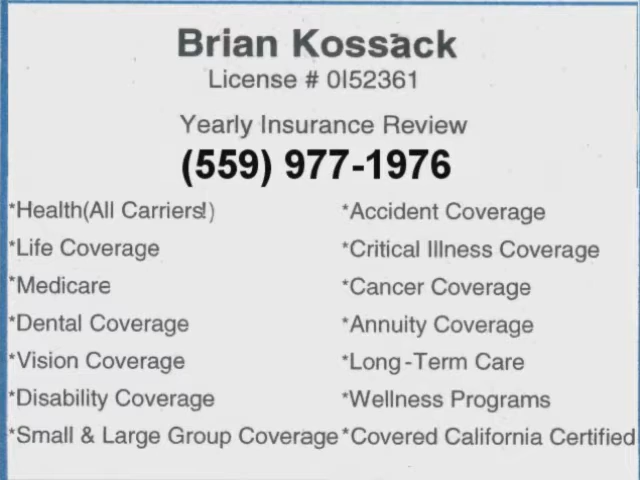 Brian Kossack
License # 0I52361
Yearly Insurance Review
(559) 977-1976
*Health(All Carriers!)
*Life Coverage
*Medicare
*Dental Coverage
*Vision Coverage
*Disability Coverage
*Small & Large Group Coverage
*Accident Coverage
*Critical Illness Coverage
*Cancer Coverage
*Annuity Coverage
*Long-Term Care
*Wellness Programs
*Covered California Certified